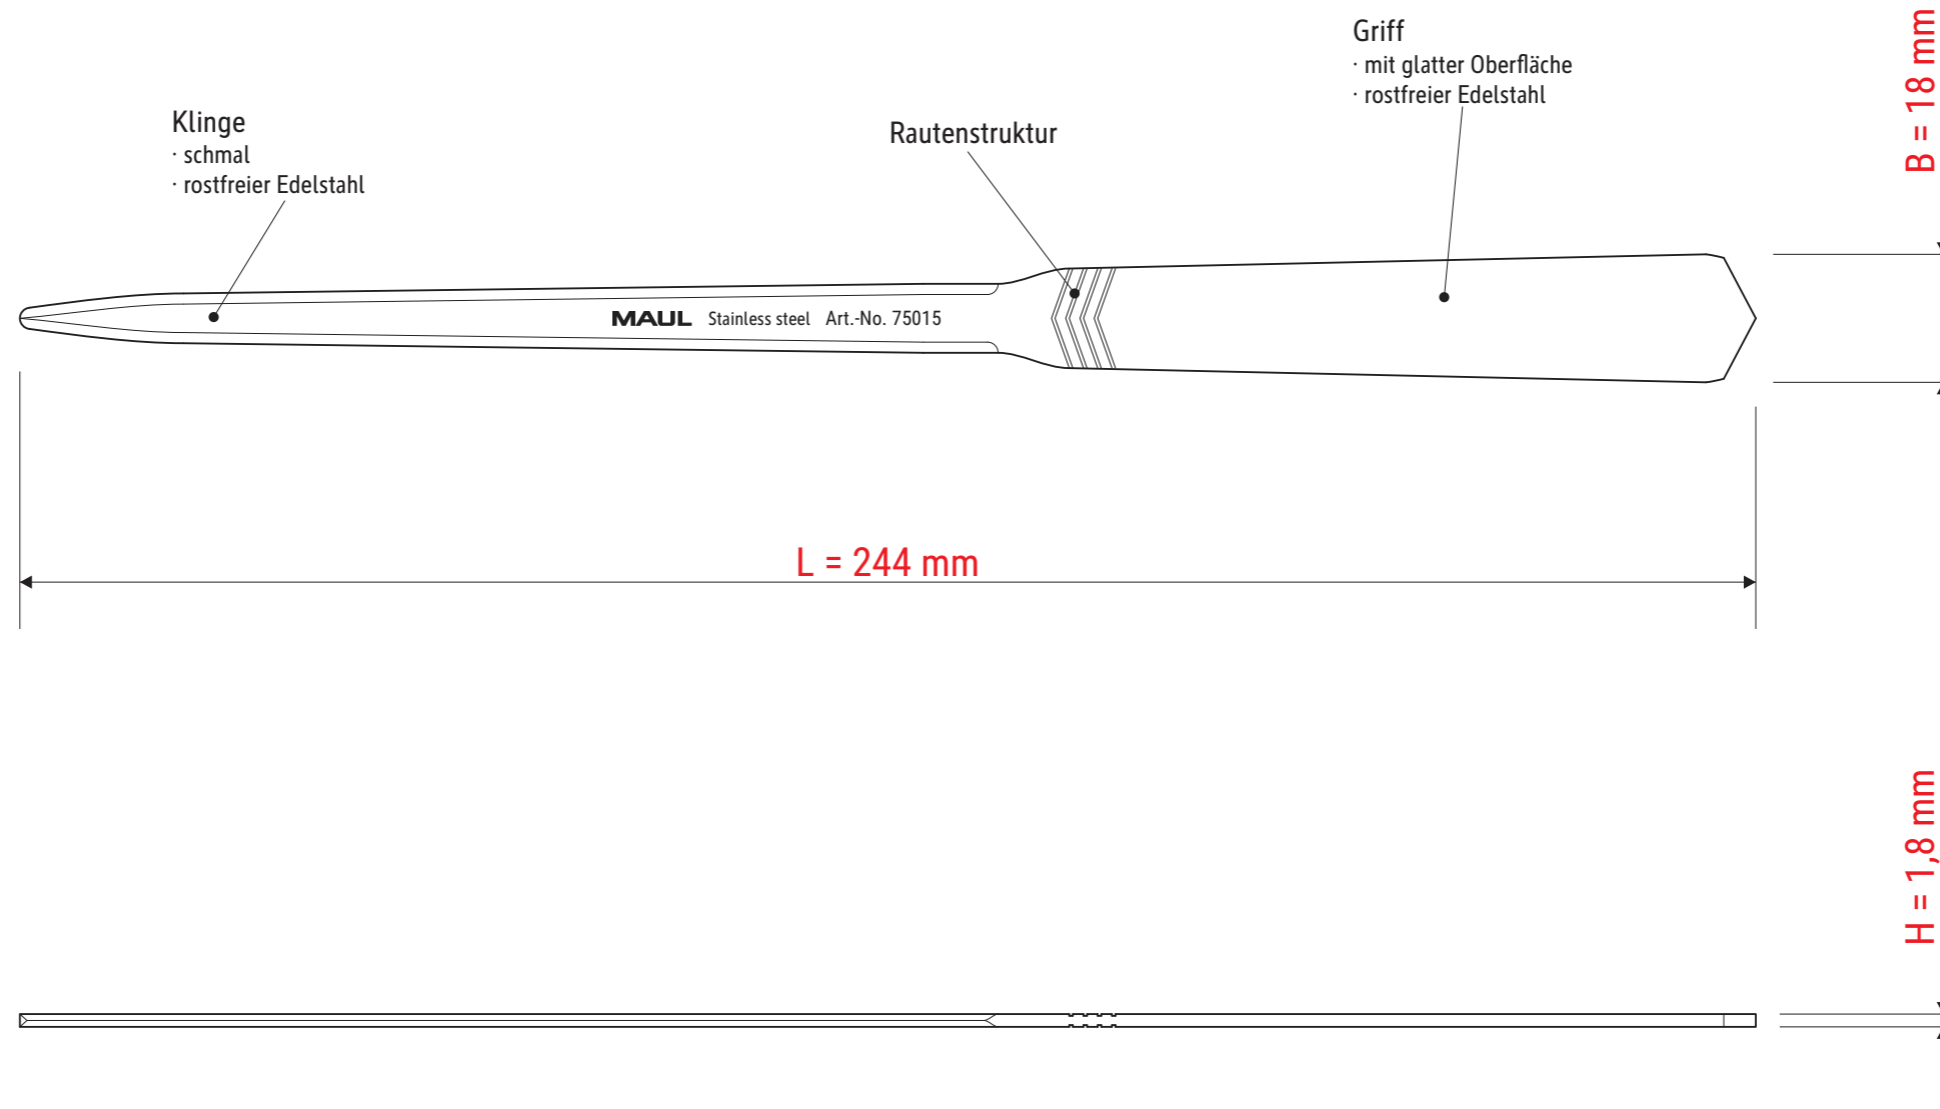 Griff
· mit glatter Oberfläche
· rostfreier Edelstahl
B = 18 mm
Klinge
· schmal
· rostfreier Edelstahl
Rautenstruktur
MAUL Stainless steel Art.-No. 75015
L = 244 mm
H = 1,8 mm